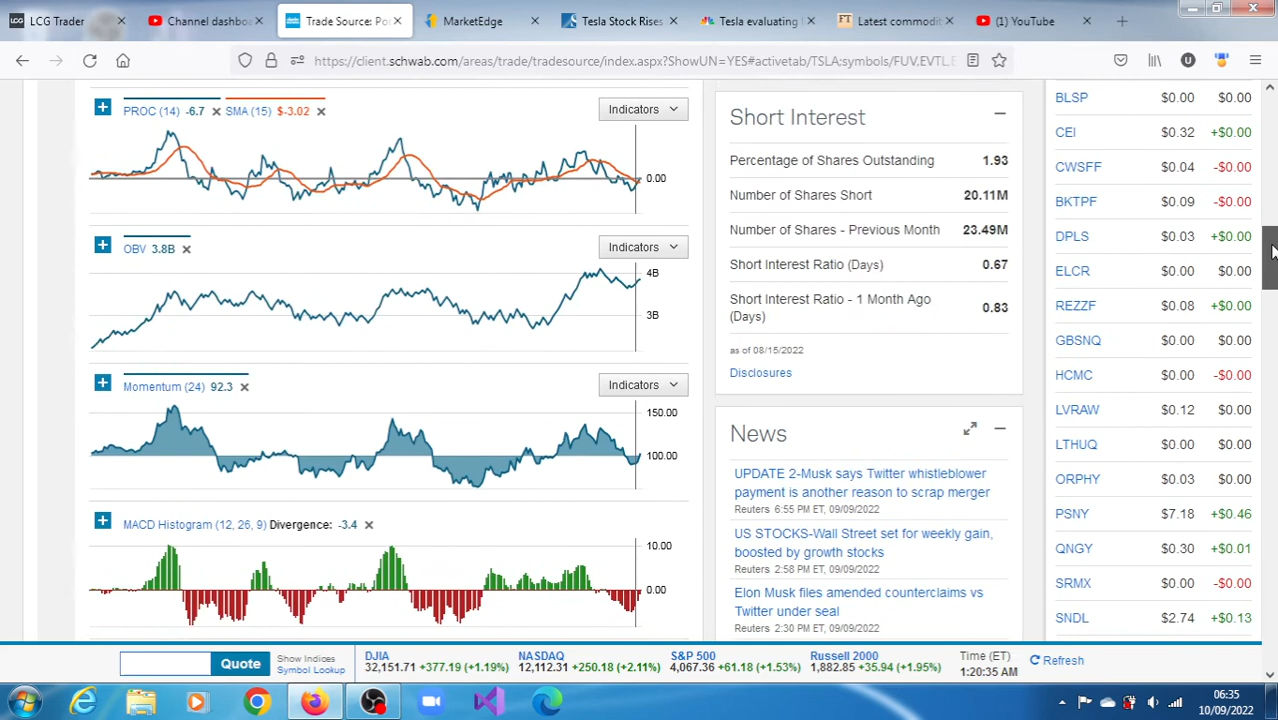 LCG Trader
Channel dashboa
Trade Source: Po
MarketEdge
Tesla Stock Rises
Tesla evaluating
Latest commodit
(1) YouTube
https://client.schwab.com/areas/trade/tradesource/index.aspx?ShowUN=YES#activetab/TSLA;symbols/FUV,EVTL,E
PROC (14) -6.7 SMA (15) $-3.02
Indicators
0.00
OBV 3.8B
Indicators
4B
3B
Momentum (24) 92.3
Indicators
150.00
100.00
MACD Histogram (12, 26, 9) Divergence: -3.4
10.00
0.00
Short Interest
Percentage of Shares Outstanding 1.93
Number of Shares Short 20.11M
Number of Shares - Previous Month 23.49M
Short Interest Ratio (Days) 0.67
Short Interest Ratio - 1 Month Ago
(Days) 0.83
as of 08/15/2022
Disclosures
News
UPDATE 2-Musk says Twitter whistleblower
payment is another reason to scrap merger
Reuters 6:55 PM ET, 09/09/2022
US STOCKS-Wall Street set for weekly gain,
boosted by growth stocks
Reuters 2:58 PM ET, 09/09/2022
Elon Musk files amended counterclaims vs
Twitter under seal
Reuters 2:30 PM ET, 09/09/2022
BLSP $0.00 $0.00
CEI $0.32 +$0.00
CWSFF $0.04 -$0.00
BKTPF $0.09 -$0.00
DPLS $0.03 +$0.00
ELCR $0.00 $0.00
REZZF $0.08 +$0.00
GBSNQ $0.00 $0.00
HCMC $0.00 -$0.00
LVRAW $0.12 $0.00
LTHUQ $0.00 $0.00
ORPHY $0.03 $0.00
PSNY $7.18 +$0.46
QNGY $0.30 +$0.01
SRMX $0.00 -$0.00
SNDL $2.74 +$0.13
Quote
Show Indices
Symbol Lookup
DJIA
32,151.71 +377.19 (+1.19%)
NASDAQ
12,112.31 +250.18 (+2.11%)
S&P 500
4,067.36 +61.18 (+1.53%)
Russell 2000
1,882.85 +35.94 (+1.95%)
Time (ET)
1:20:35 AM
Refresh
06:35
10/09/2022